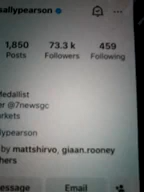 sallypearson
1,850 73.3 k 459
Posts Followers Following
Medallist
@7newsgc
rkets
lypearson
by mattshirvo, giaan.rooney
hers
essage Email